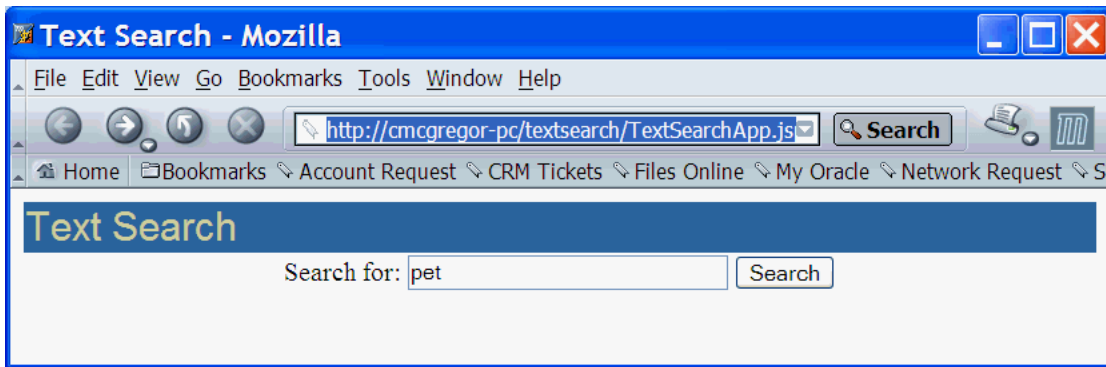 Text Search - Mozilla
File Edit View Go Bookmarks Tools Window Help
http://cmcgregor-pc/textsearch/TextSearchApp.js Search
Home Bookmarks Account Request CRM Tickets Files Online My Oracle Network Request S
Text Search
Search for: pet Search